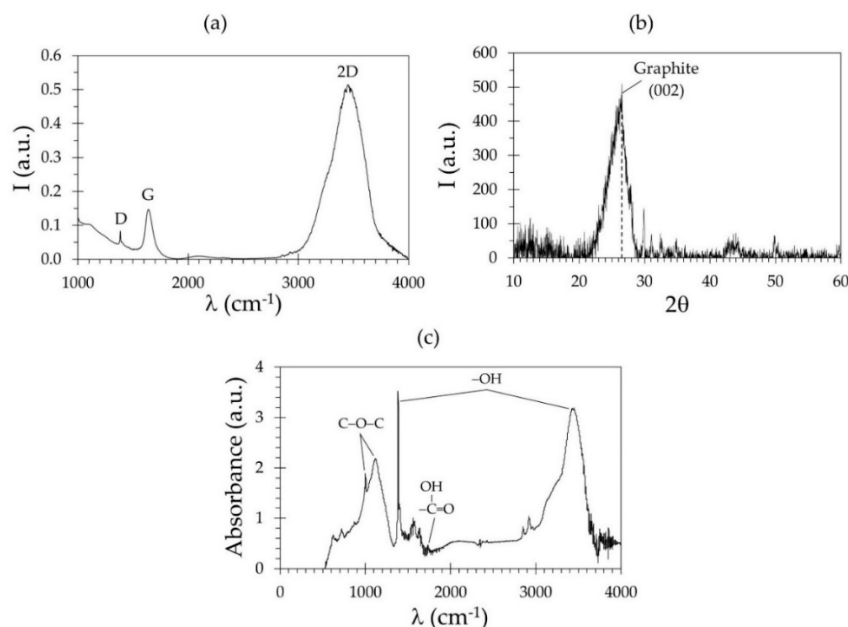 (a)
0.6
0.5
0.4
0.3
0.2
0.1
0.0
I (a.u.)
D
G
2D
1000 2000 3000 4000
λ (cm⁻¹)
(b)
600
500
400
300
200
100
0
I (a.u.)
Graphite
(002)
10 20 30 40 50 60
2θ
(c)
4
3
2
1
0
Absorbance (a.u.)
C–O–C
–OH
OH
–C=O
0 1000 2000 3000 4000
λ (cm⁻¹)